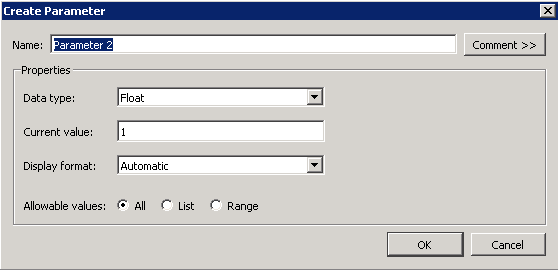 Create Parameter
Name: Parameter 2 Comment >>
Properties
Data type: Float
Current value: 1
Display format: Automatic
Allowable values: All List Range
OK Cancel